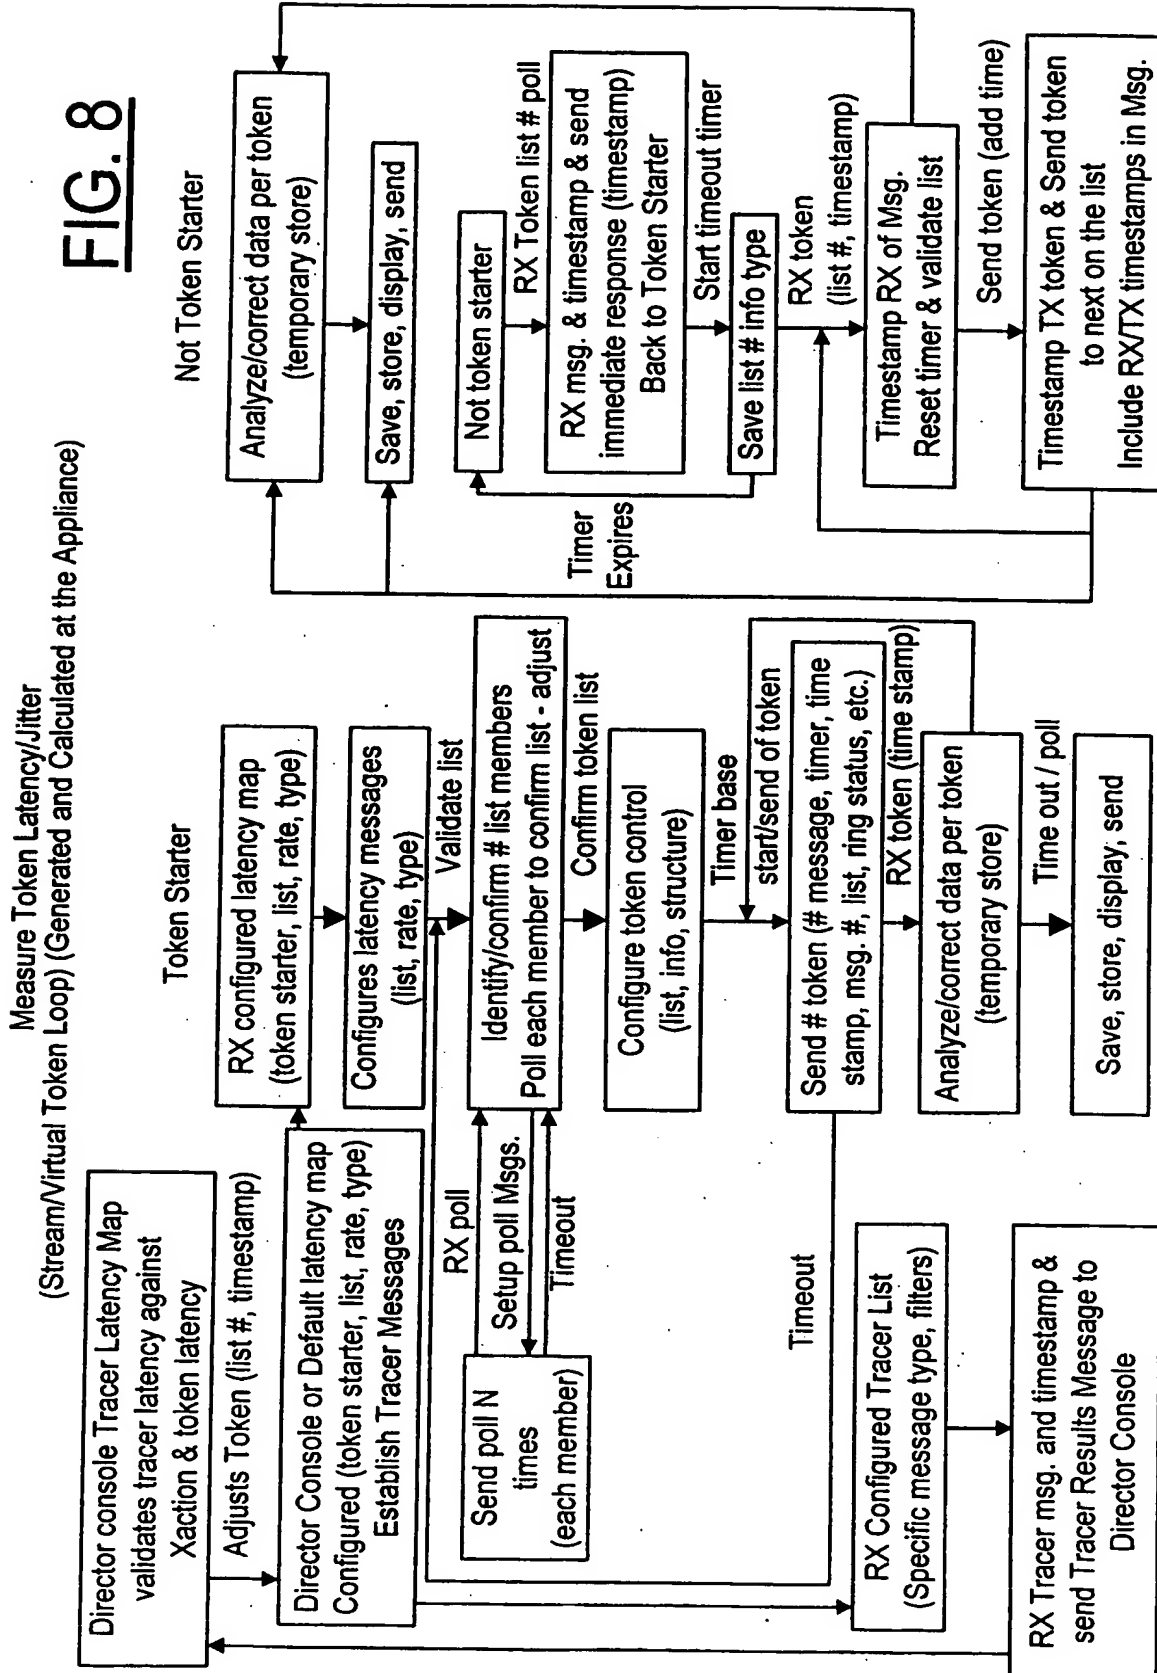 Measure Token Latency/Jitter
(Stream/Virtual Token Loop) (Generated and Calculated at the Appliance)
FIG. 8
Director console Tracer Latency Map
validates tracer latency against
Xaction & token latency
Adjusts Token (list #, timestamp)
Director Console or Default latency map
Configured (token starter, list, rate, type)
Establish Tracer Messages
RX poll
Setup poll Msgs.
Timeout
Send poll N
times
(each member)
Timeout
RX Configured Tracer List
(Specific message type, filters)
RX Tracer msg. and timestamp &
send Tracer Results Message to
Director Console
Token Starter
RX configured latency map
(token starter, list, rate, type)
Configures latency messages
(list, rate, type)
Validate list
Identify/confirm # list members
Poll each member to confirm list - adjust
Confirm token list
Configure token control
(list, info, structure)
Timer base
start/send of token
Send # token (# message, timer, time
stamp, msg. #, list, ring status, etc.)
RX token (time stamp)
Analyze/correct data per token
(temporary store)
Time out / poll
Save, store, display, send
Not Token Starter
Analyze/correct data per token
(temporary store)
Save, store, display, send
Not token starter
RX Token list # poll
RX msg. & timestamp & send
immediate response (timestamp)
Back to Token Starter
Start timeout timer
Save list # info type
Timer
Expires
RX token
(list #, timestamp)
Timestamp RX of Msg.
Reset timer & validate list
Send token (add time)
Timestamp TX token & Send token
to next on the list
Include RX/TX timestamps in Msg.